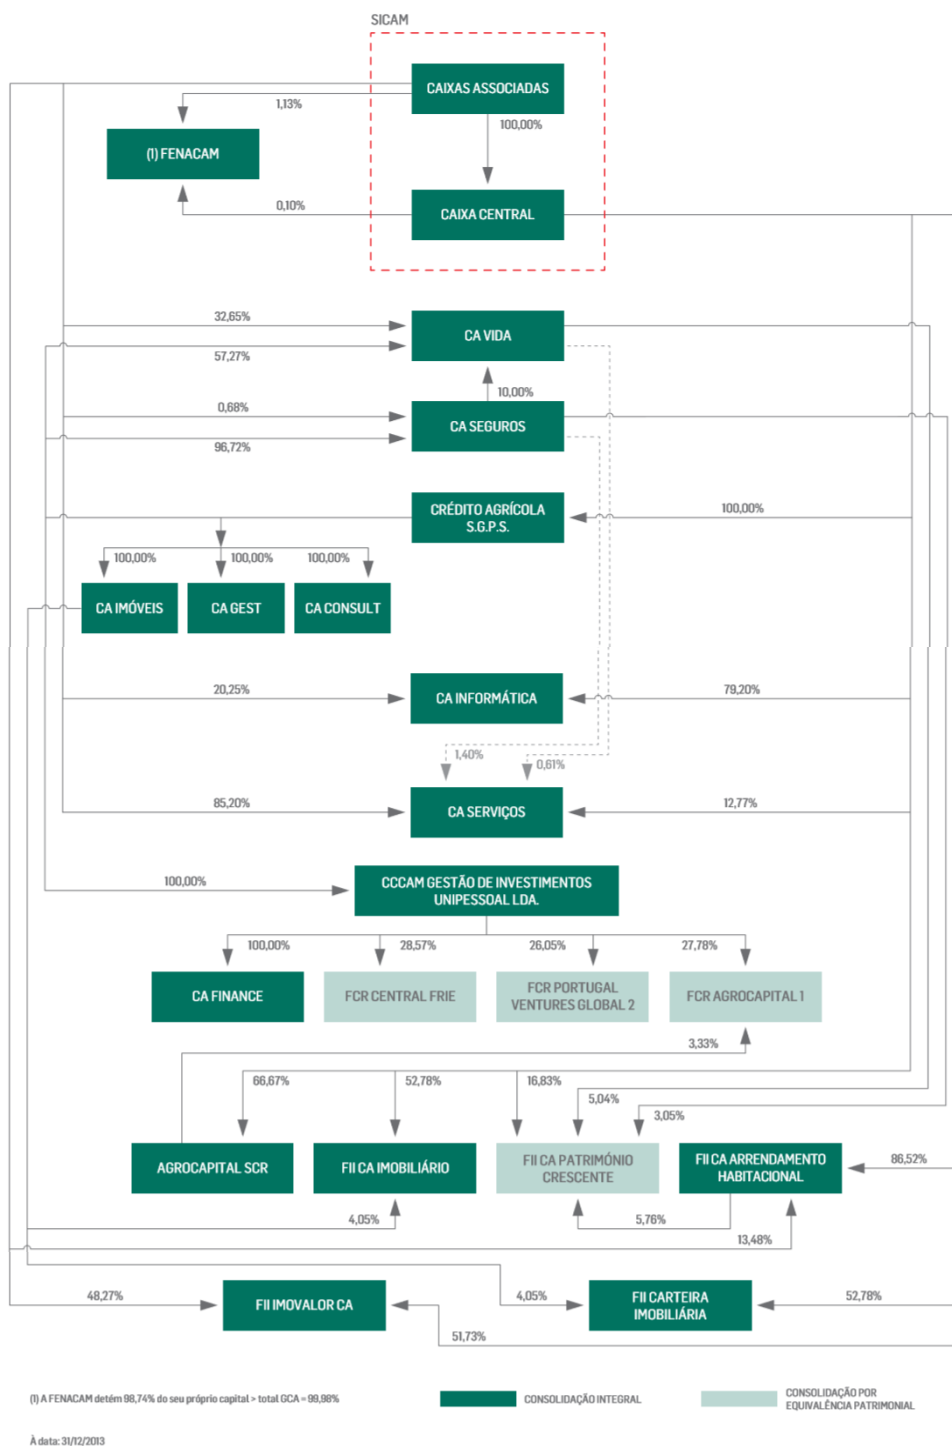 SICAM
CAIXAS ASSOCIADAS
1,13%
100,00%
(1) FENACAM
0,10%
CAIXA CENTRAL
32,65%
CA VIDA
57,27%
10,00%
0,68%
CA SEGUROS
96,72%
CRÉDITO AGRÍCOLA
S.G.P.S.
100,00%
100,00%
100,00%
100,00%
CA IMÓVEIS
CA GEST
CA CONSULT
20,25%
CA INFORMÁTICA
79,20%
1,40%
0,61%
85,20%
CA SERVIÇOS
12,77%
100,00%
CCCAM GESTÃO DE INVESTIMENTOS
UNIPESSOAL LDA.
100,00%
28,57%
26,05%
27,78%
CA FINANCE
FCR CENTRAL FRIE
FCR PORTUGAL
VENTURES GLOBAL 2
FCR AGROCAPITAL 1
3,33%
66,67%
52,78%
16,83%
5,04%
3,05%
AGROCAPITAL SCR
FII CA IMOBILIÁRIO
FII CA PATRIMÓNIO
CRESCENTE
FII CA ARRENDAMENTO
HABITACIONAL
86,52%
4,05%
5,76%
13,48%
48,27%
FII IMOVALOR CA
4,05%
FII CARTEIRA
IMOBILIÁRIA
52,78%
51,73%
(1) A FENACAM detém 98,74% do seu próprio capital > total GCA = 99,98%
CONSOLIDAÇÃO INTEGRAL
CONSOLIDAÇÃO POR
EQUIVALÊNCIA PATRIMONIAL
À data: 31/12/2013